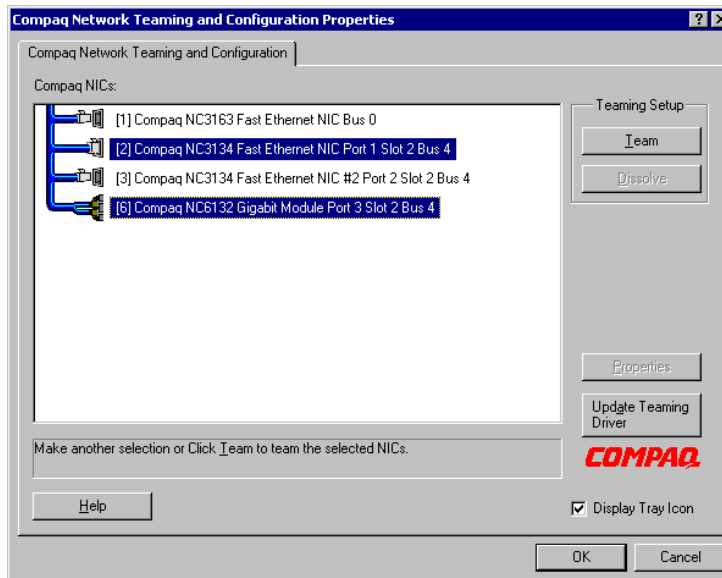 Compaq Network Teaming and Configuration Properties
Compaq Network Teaming and Configuration
Compaq NICs:
[1] Compaq NC3163 Fast Ethernet NIC Bus 0
[2] Compaq NC3134 Fast Ethernet NIC Port 1 Slot 2 Bus 4
[3] Compaq NC3134 Fast Ethernet NIC #2 Port 2 Slot 2 Bus 4
[6] Compaq NC6132 Gigabit Module Port 3 Slot 2 Bus 4
Teaming Setup
Team
Dissolve
Properties
Update Teaming
Driver
Make another selection or Click Team to team the selected NICs.
COMPAQ
Help
Display Tray Icon
OK
Cancel